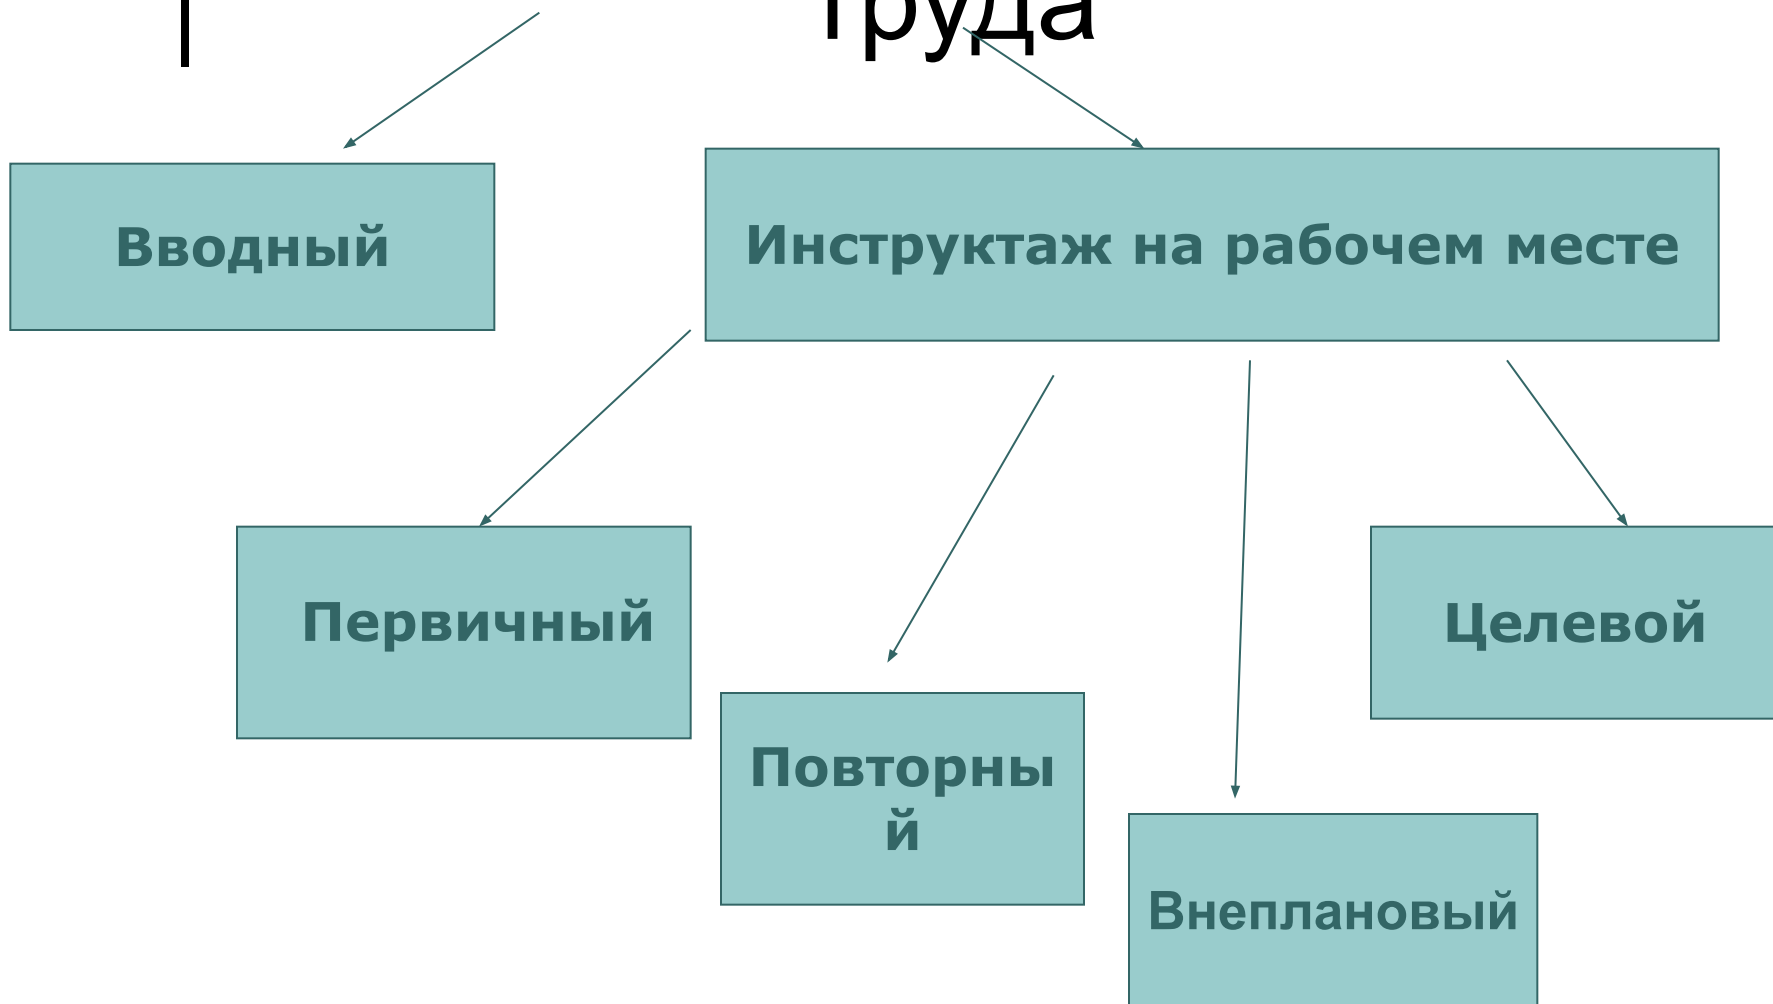 труда
Вводный
Инструктаж на рабочем месте
Первичный
Целевой
Повторны
й
Внеплановый